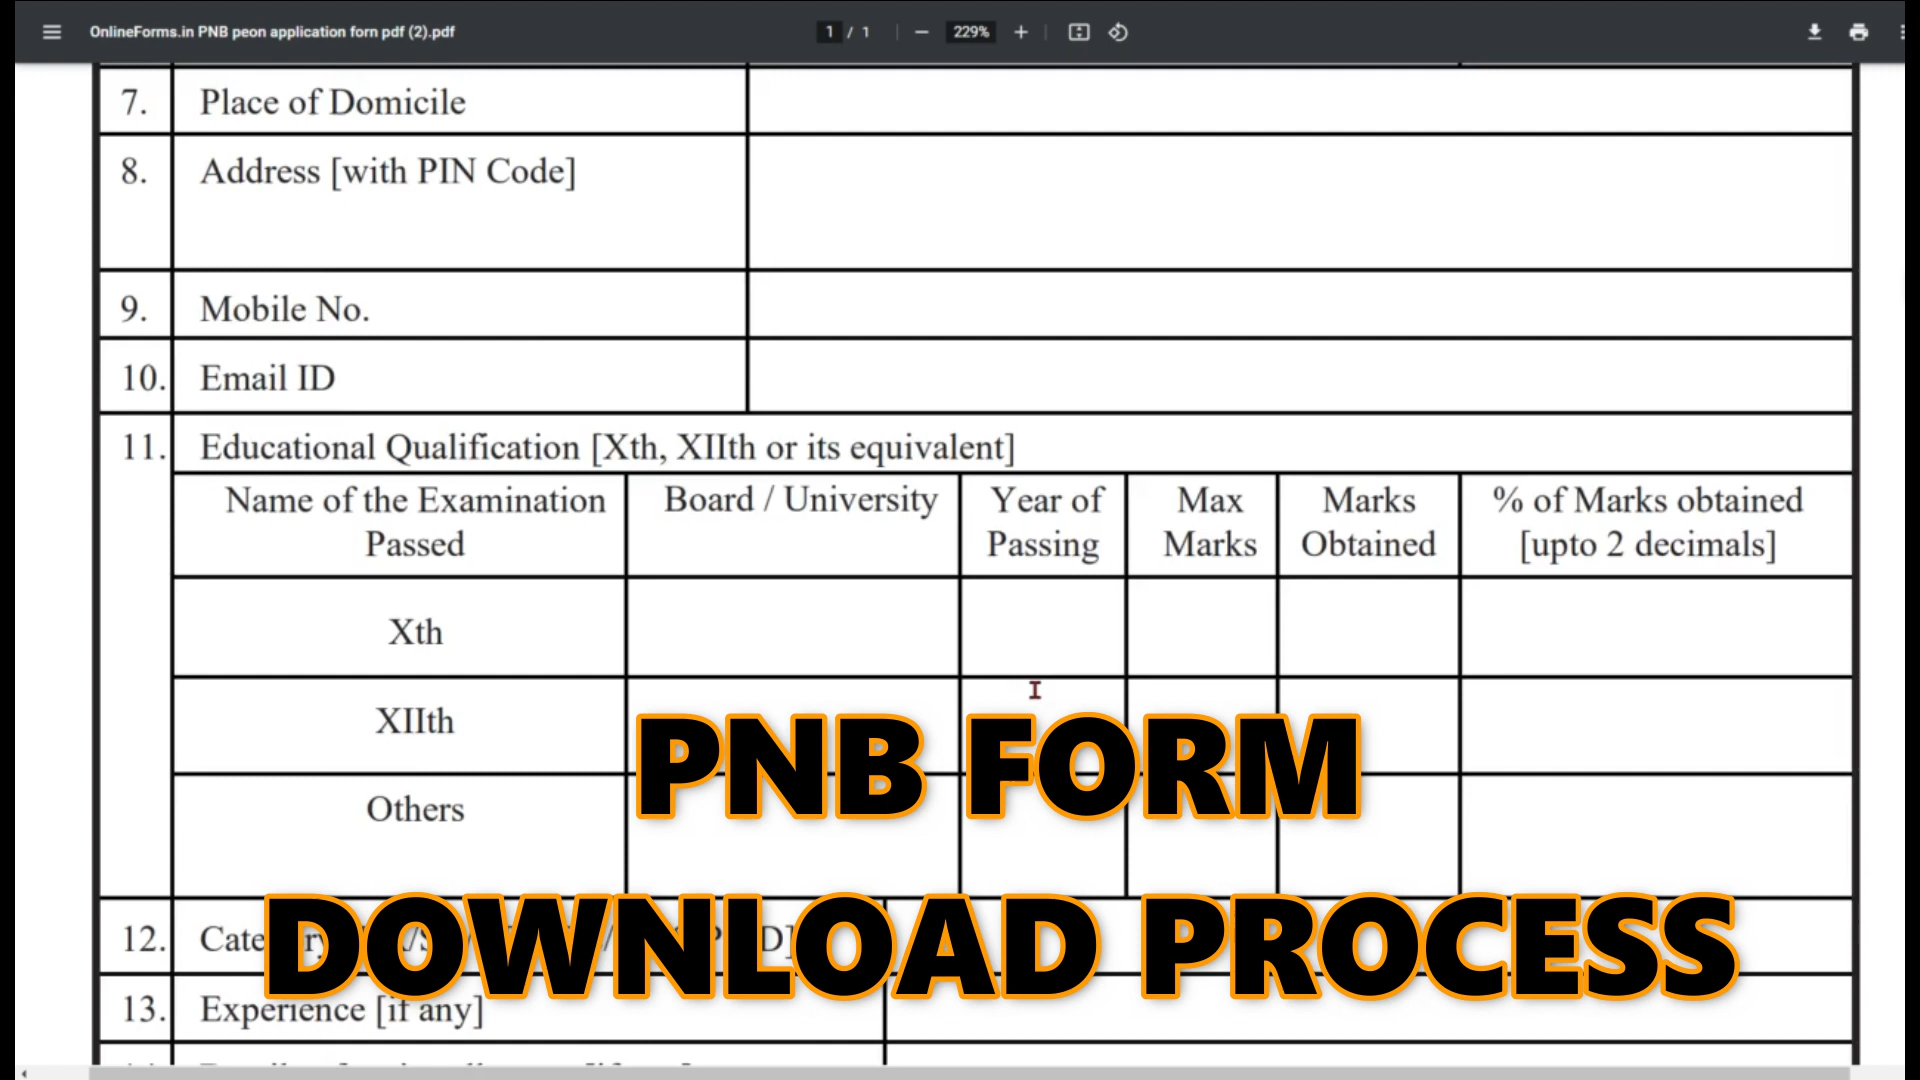 OnlineForms.in PNB peon application forn pdf (2).pdf
1 / 1
229%
7. Place of Domicile
8. Address [with PIN Code]
9. Mobile No.
10. Email ID
11. Educational Qualification [Xth, XIIth or its equivalent]
Name of the Examination Passed
Board / University
Year of Passing
Max Marks
Marks Obtained
% of Marks obtained [upto 2 decimals]
Xth
XIIth
Others
PNB FORM
12.
DOWNLOAD PROCESS
13. Experience [if any]